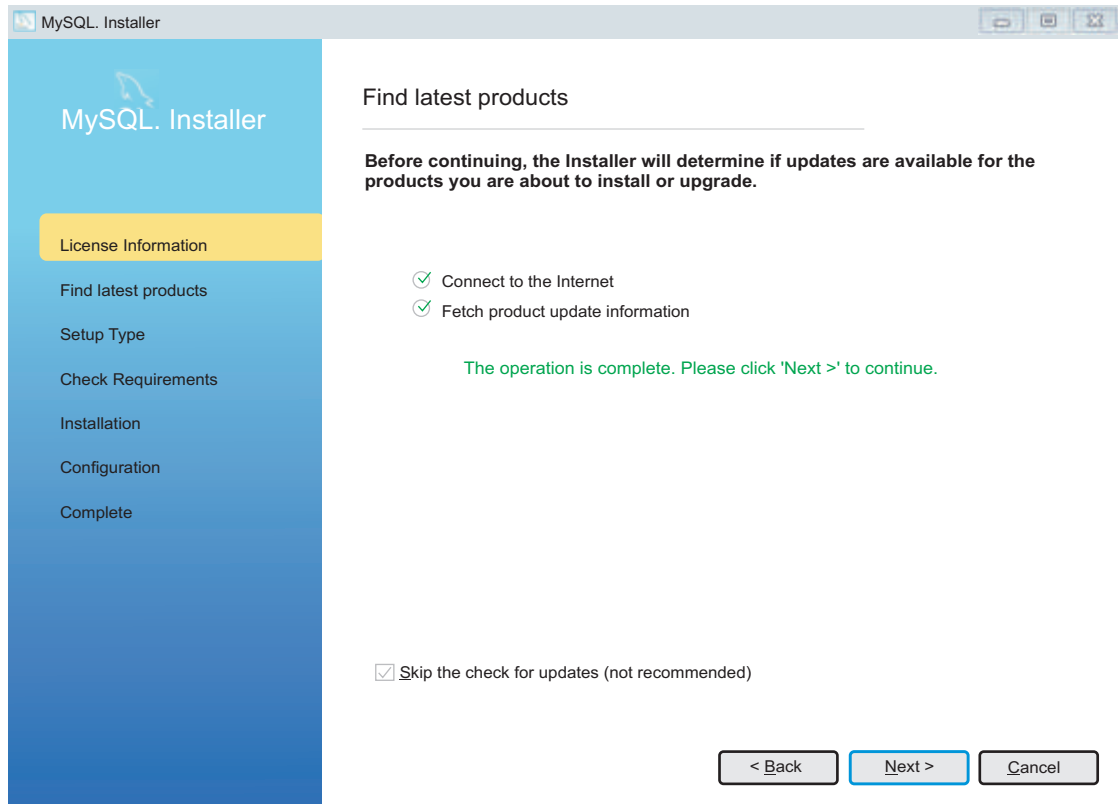 MySQL. Installer
MySQL. Installer
License Information
Find latest products
Setup Type
Check Requirements
Installation
Configuration
Complete
Find latest products
Before continuing, the Installer will determine if updates are available for the
products you are about to install or upgrade.
Connect to the Internet
Fetch product update information
The operation is complete. Please click 'Next >' to continue.
Skip the check for updates (not recommended)
< Back
Next >
Cancel